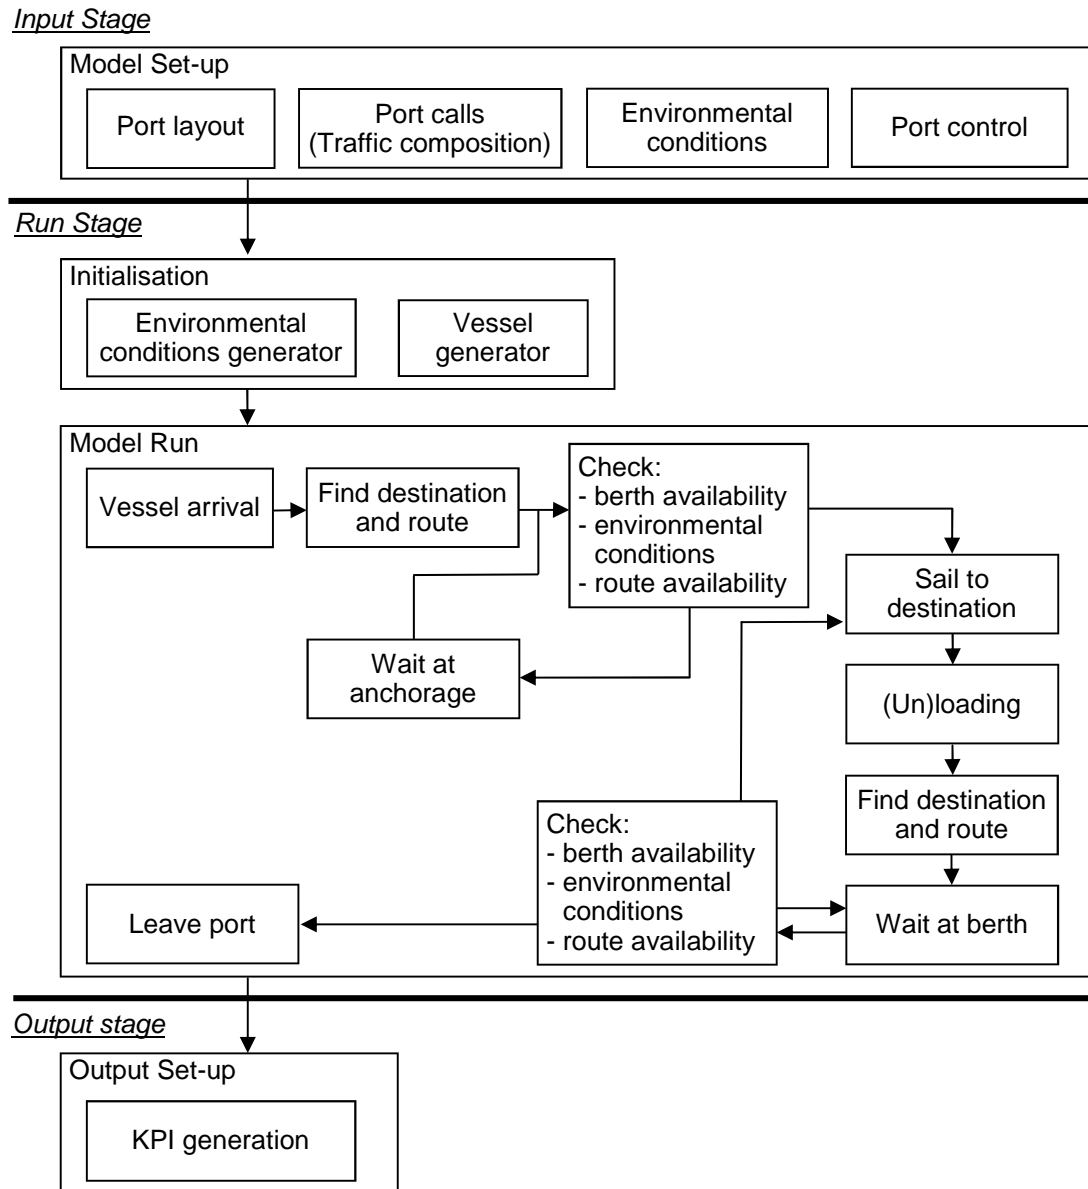 Input Stage
Model Set-up
Port layout
Port calls
(Traffic composition)
Environmental
conditions
Port control
Run Stage
Initialisation
Environmental
conditions generator
Vessel
generator
Model Run
Vessel arrival
Find destination
and route
Check:
- berth availability
- environmental
conditions
- route availability
Wait at
anchorage
Sail to
destination
(Un)loading
Find destination
and route
Wait at berth
Check:
- berth availability
- environmental
conditions
- route availability
Leave port
Output stage
Output Set-up
KPI generation